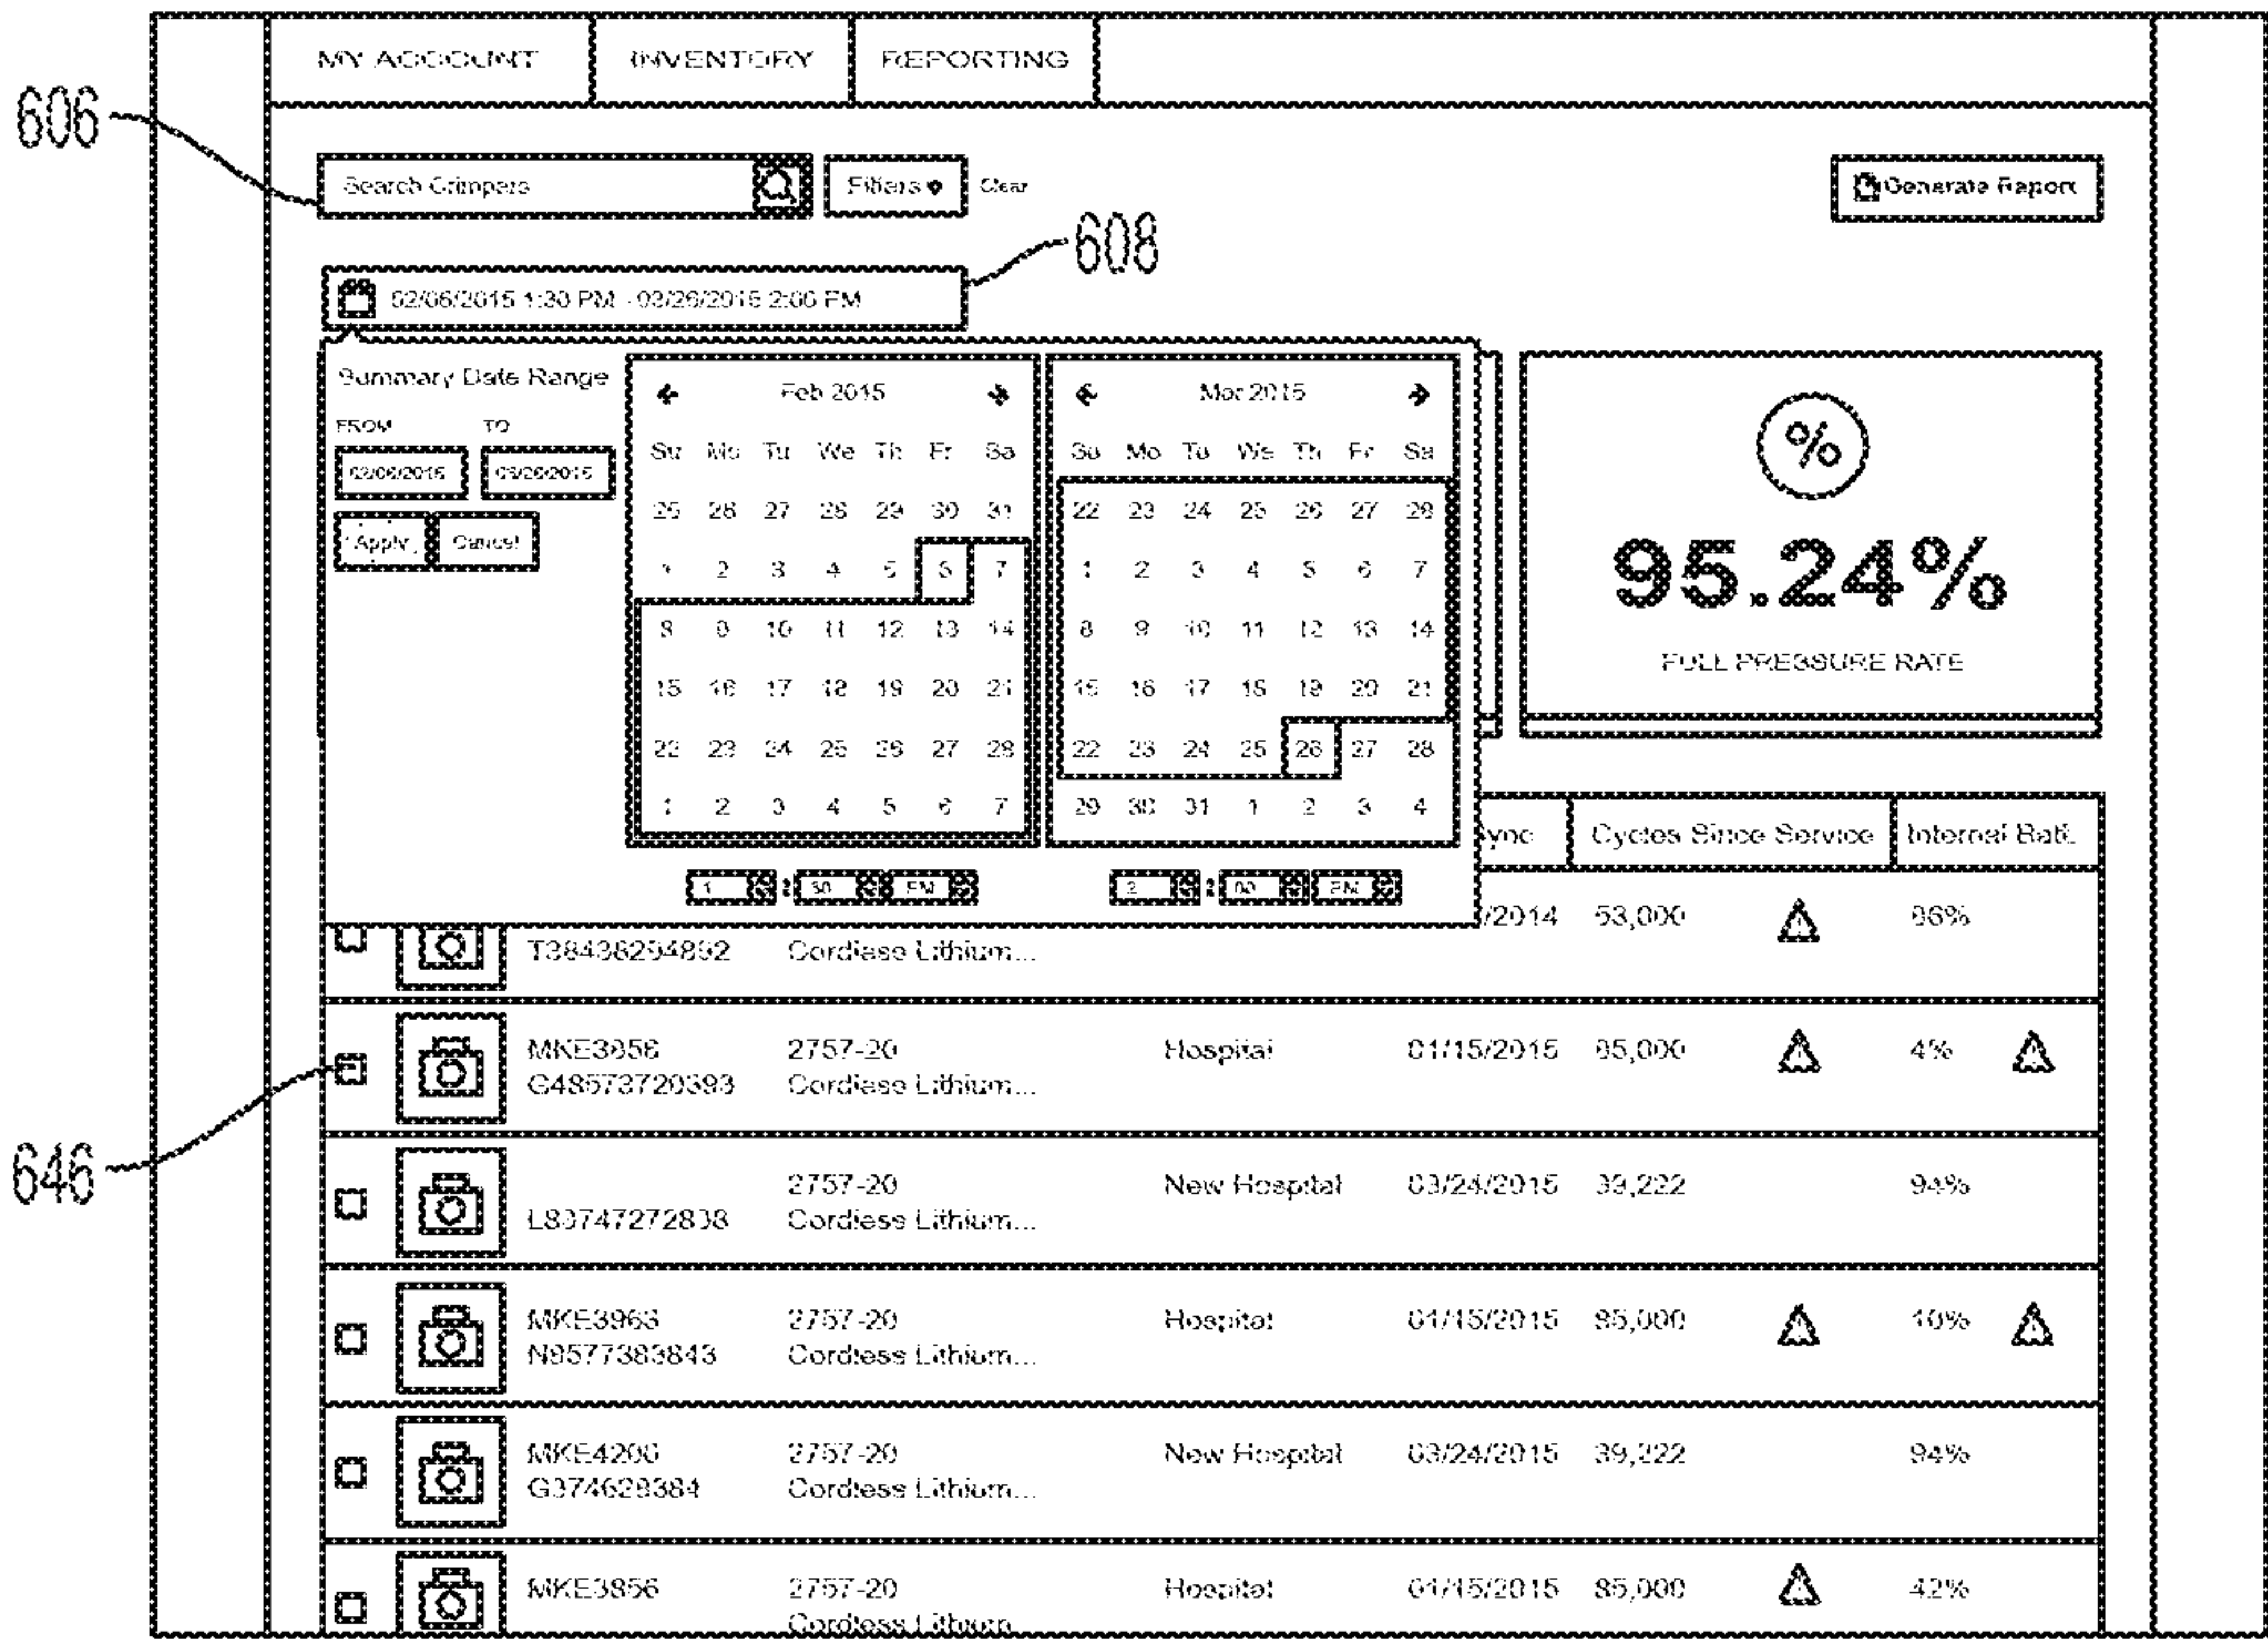 MY ACCOUNT INVENTORY REPORTING
606
Search Crimpers Filters Clear Generate Report
608
02/06/2015 1:30 PM - 03/26/2015 2:00 PM
Summary Date Range
FROM TO
02/06/2015 03/26/2015
Apply Cancel
Feb 2015
Su Mo Tu We Th Fr Sa
25 26 27 28 29 30 31
1 2 3 4 5 6 7
8 9 10 11 12 13 14
15 16 17 18 19 20 21
22 23 24 25 26 27 28
1 2 3 4 5 6 7
1 : 30 PM
Mar 2015
Su Mo Tu We Th Fr Sa
22 23 24 25 26 27 28
1 2 3 4 5 6 7
8 9 10 11 12 13 14
15 16 17 18 19 20 21
22 23 24 25 26 27 28
29 30 31 1 2 3 4
2 : 00 PM
%
95.24%
FULL PRESSURE RATE
ync Cycles Since Service Internal Batt.
/2014 53,000 96%
T38438294892 Cordless Lithium...
2757-20 Hospital 01/15/2015 4%
G48573720393 Cordless Lithium...
646
2757-20 New Hospital 03/24/2015 39,222 94%
Cordless Lithium...
MKE3963 2757-20 Hospital 01/15/2015 10%
N9577383843 Cordless Lithium...
MKE4200 2757-20 New Hospital 03/24/2015 39,222 94%
G374629384 Cordless Lithium...
MKE3856 2757-20 Hospital 01/15/2015 85,000 42%
Cordless Lithium